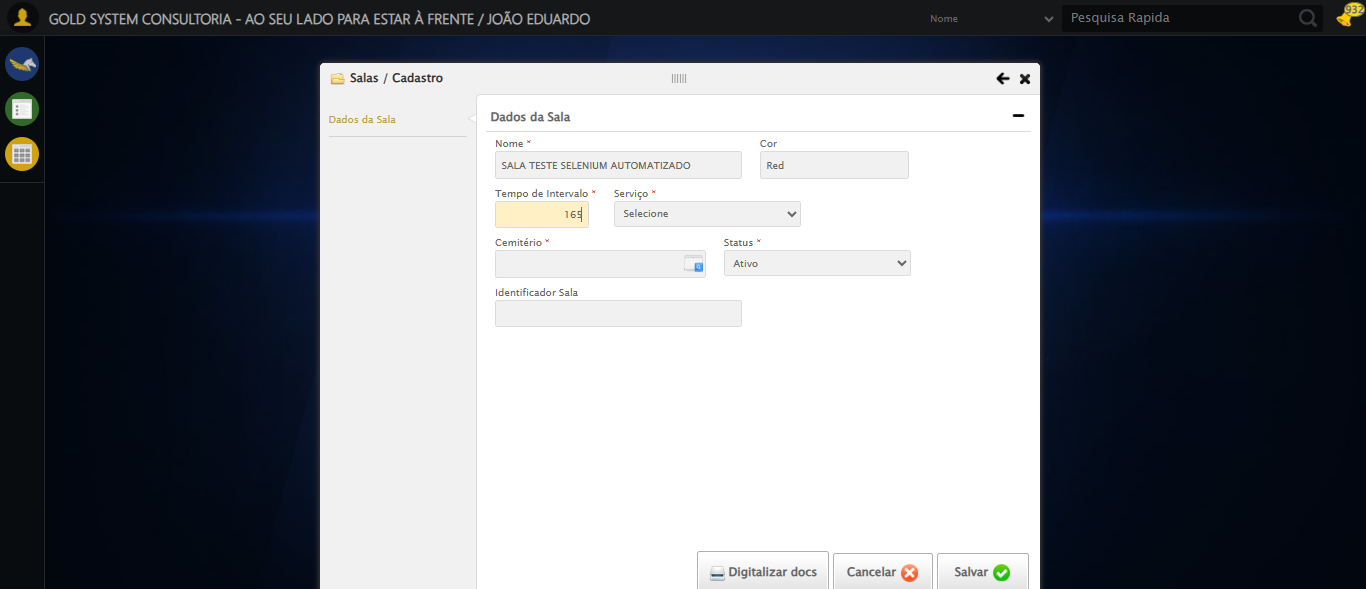 GOLD SYSTEM CONSULTORIA - AO SEU LADO PARA ESTAR À FRENTE / JOÃO EDUARDO
Nome
Pesquisa Rapida
932
Salas / Cadastro
Dados da Sala
Dados da Sala
Nome *
Cor
SALA TESTE SELENIUM AUTOMATIZADO
Red
Tempo de Intervalo *
Serviço *
165
Selecione
Cemitério *
Status *
Ativo
Identificador Sala
Digitalizar docs
Cancelar
Salvar